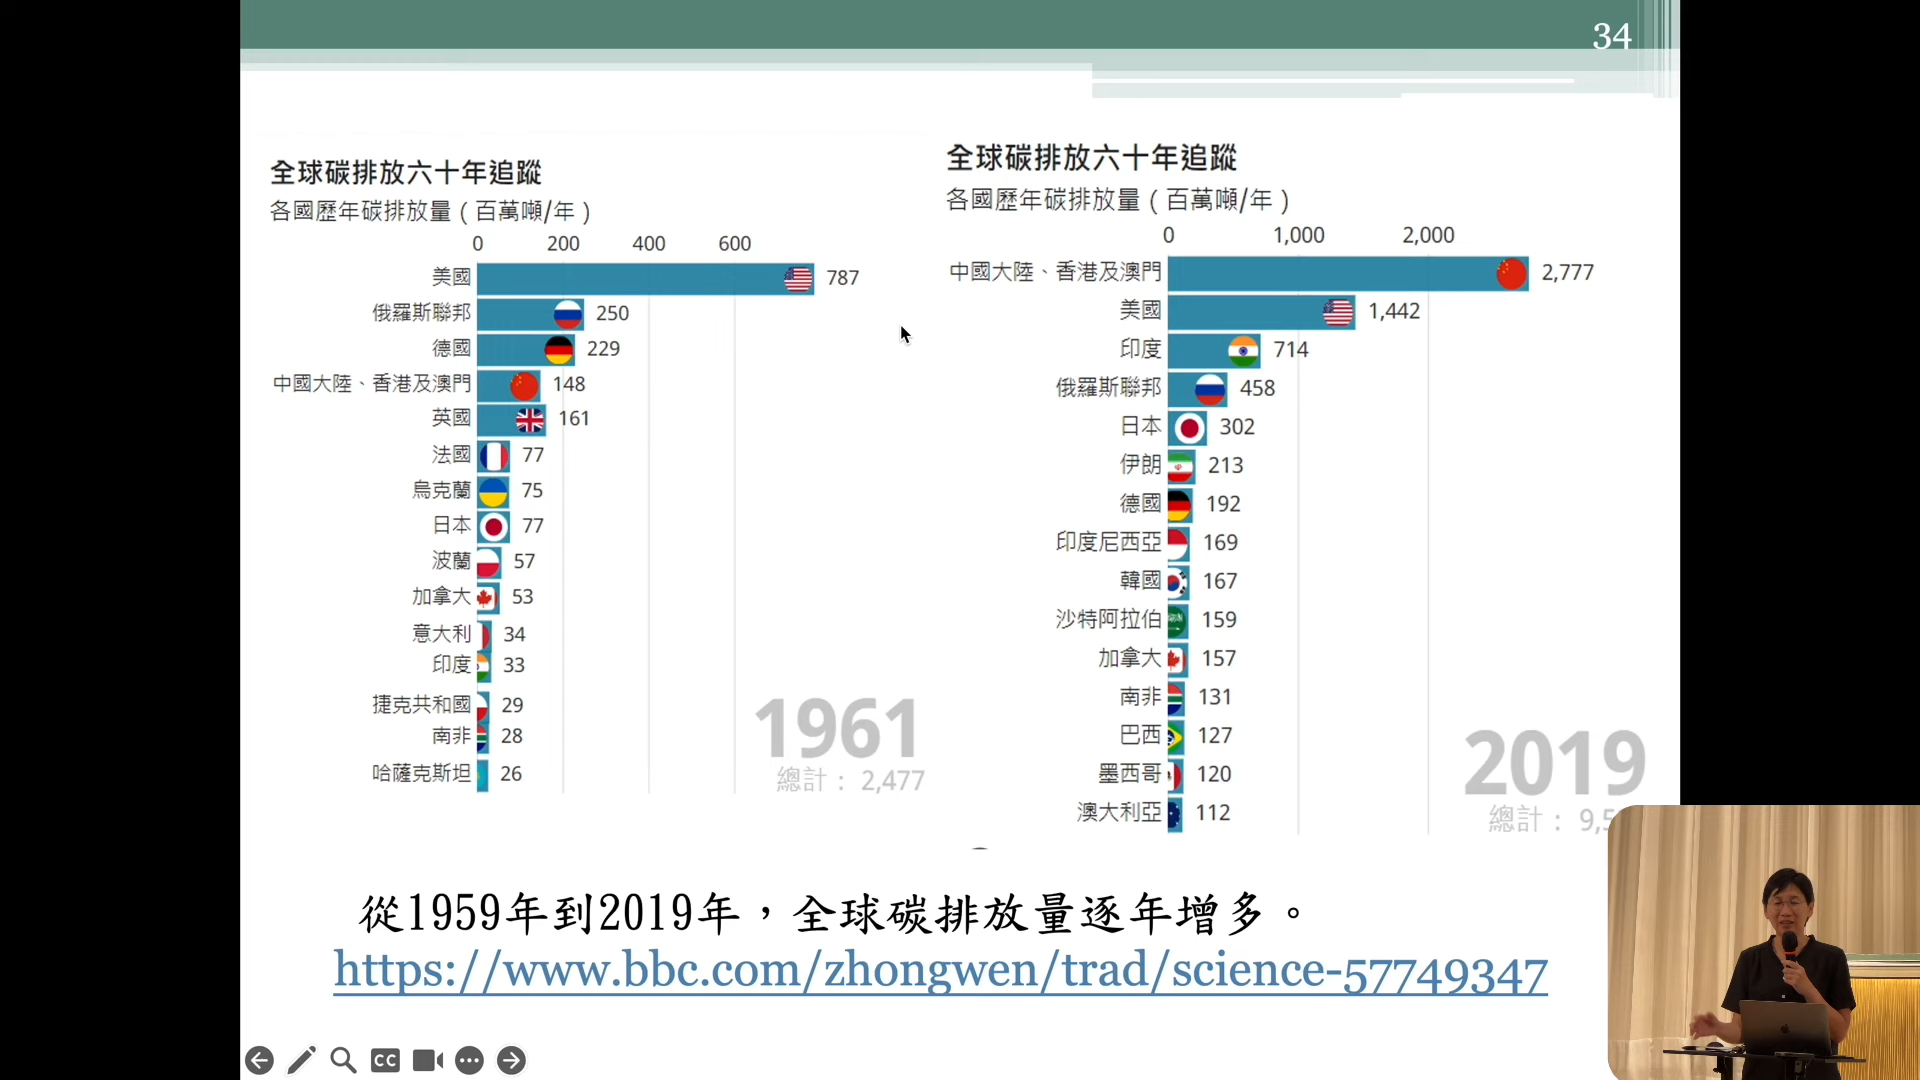 34
全球碳排放六十年追蹤
各國歷年碳排放量（百萬噸/年）
0 200 400 600
美國 787
俄羅斯聯邦 250
德國 229
中國大陸、香港及澳門 148
英國 161
法國 77
烏克蘭 75
日本 77
波蘭 57
加拿大 53
意大利 34
印度 33
捷克共和國 29
南非 28
哈薩克斯坦 26
1961
總計： 2,477
全球碳排放六十年追蹤
各國歷年碳排放量（百萬噸/年）
0 1,000 2,000
中國大陸、香港及澳門 2,777
美國 1,442
印度 714
俄羅斯聯邦 458
日本 302
伊朗 213
德國 192
印度尼西亞 169
韓國 167
沙特阿拉伯 159
加拿大 157
南非 131
巴西 127
墨西哥 120
澳大利亞 112
2019
總計：
從1959年到2019年，全球碳排放量逐年增多。
https://www.bbc.com/zhongwen/trad/science-57749347
CC